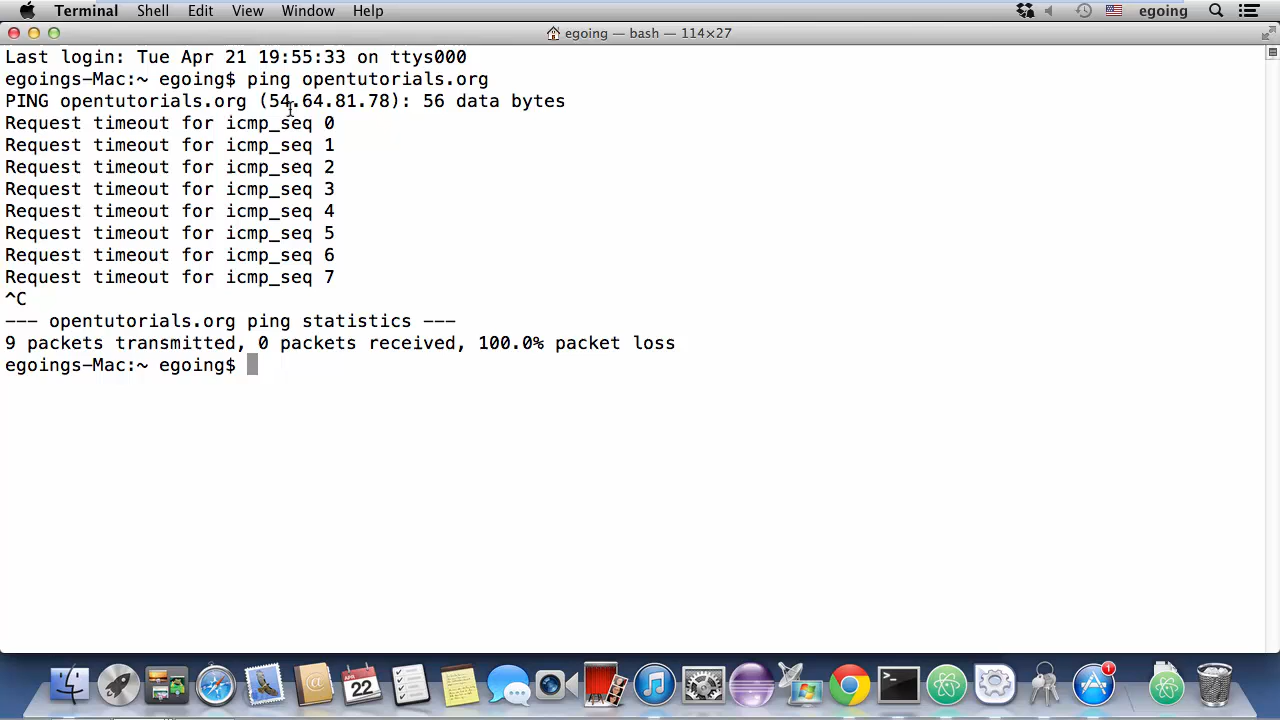 Terminal Shell Edit View Window Help egoing
egoing — bash — 114×27
Last login: Tue Apr 21 19:55:33 on ttys000
egoings-Mac:~ egoing$ ping opentutorials.org
PING opentutorials.org (54.64.81.78): 56 data bytes
Request timeout for icmp_seq 0
Request timeout for icmp_seq 1
Request timeout for icmp_seq 2
Request timeout for icmp_seq 3
Request timeout for icmp_seq 4
Request timeout for icmp_seq 5
Request timeout for icmp_seq 6
Request timeout for icmp_seq 7
^C
--- opentutorials.org ping statistics ---
9 packets transmitted, 0 packets received, 100.0% packet loss
egoings-Mac:~ egoing$
22
1